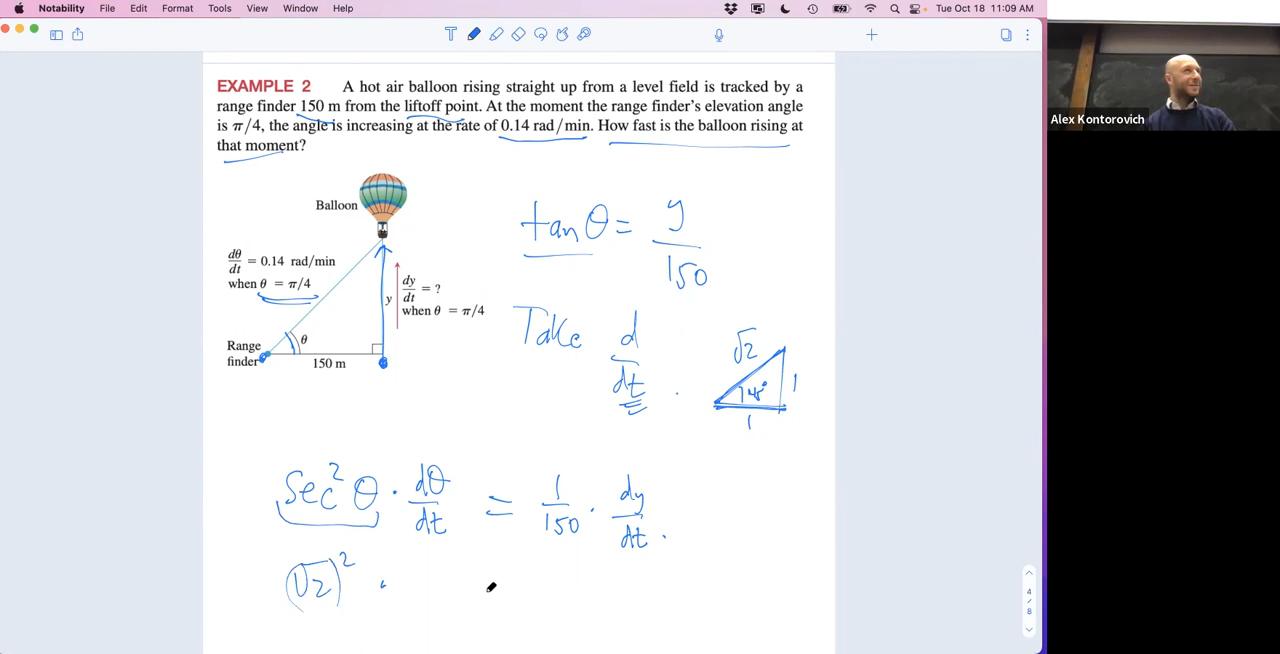 Notability File Edit Format Tools View Window Help Tue Oct 18 11:09 AM
EXAMPLE 2 A hot air balloon rising straight up from a level field is tracked by a
range finder 150 m from the liftoff point. At the moment the range finder's elevation angle
is π/4, the angle is increasing at the rate of 0.14 rad/min. How fast is the balloon rising at
that moment?
Alex Kontorovich
Balloon
dθ/dt = 0.14 rad/min
when θ = π/4
y
dy/dt = ?
when θ = π/4
Range
finder
θ
150 m
tan θ = y/150
Take d/dt .
√2
45°
1
1
sec² θ · dθ/dt = 1/150 · dy/dt .
(√2)² ·
4
/
8